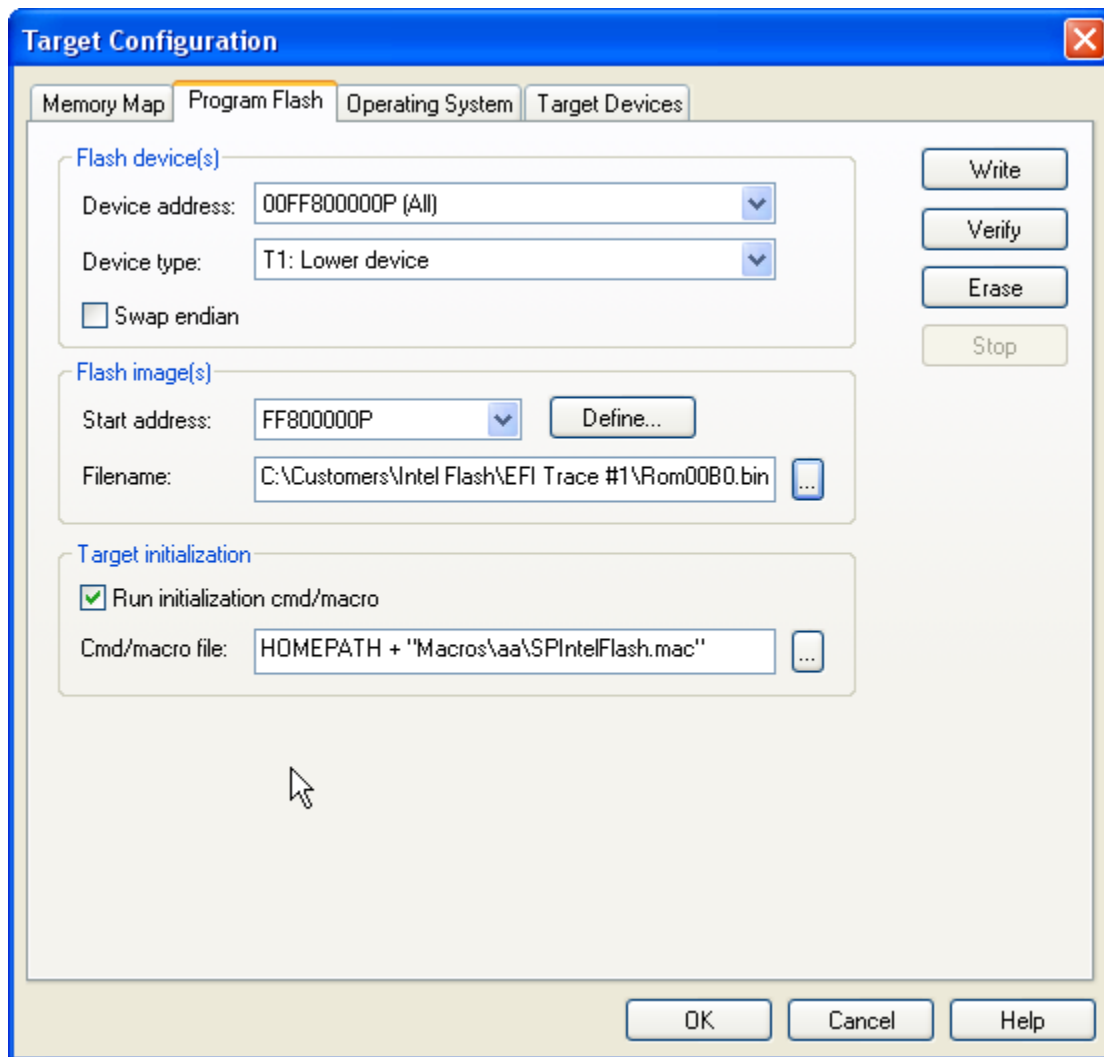 Target Configuration
Memory Map Program Flash Operating System Target Devices
Flash device(s)
Device address: 00FF800000P (All)
Device type: T1: Lower device
Swap endian
Write
Verify
Erase
Stop
Flash image(s)
Start address: FF800000P Define...
Filename: C:\Customers\Intel Flash\EFI Trace #1\Rom00B0.bin ...
Target initialization
Run initialization cmd/macro
Cmd/macro file: HOMEPATH + "Macros\aa\SPIntelFlash.mac" ...
OK Cancel Help